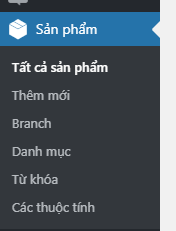 Sản phẩm
Tất cả sản phẩm
Thêm mới
Branch
Danh mục
Từ khóa
Các thuộc tính